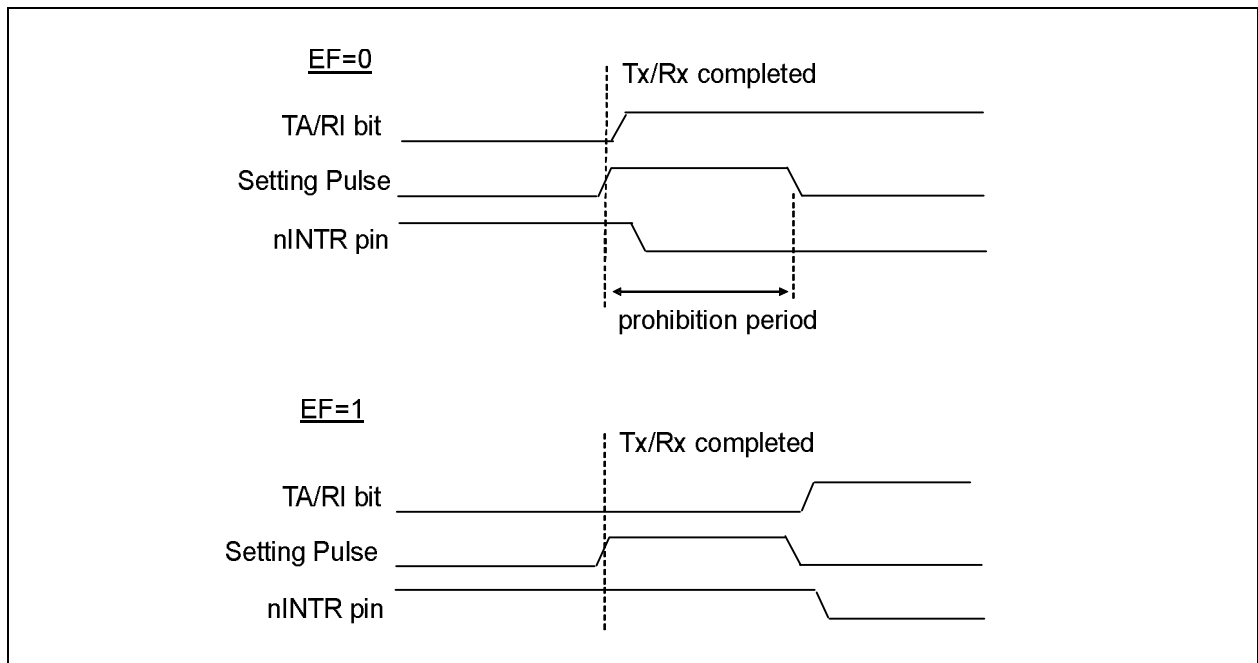 EF=0
Tx/Rx completed
TA/RI bit
Setting Pulse
nINTR pin
prohibition period
EF=1
Tx/Rx completed
TA/RI bit
Setting Pulse
nINTR pin